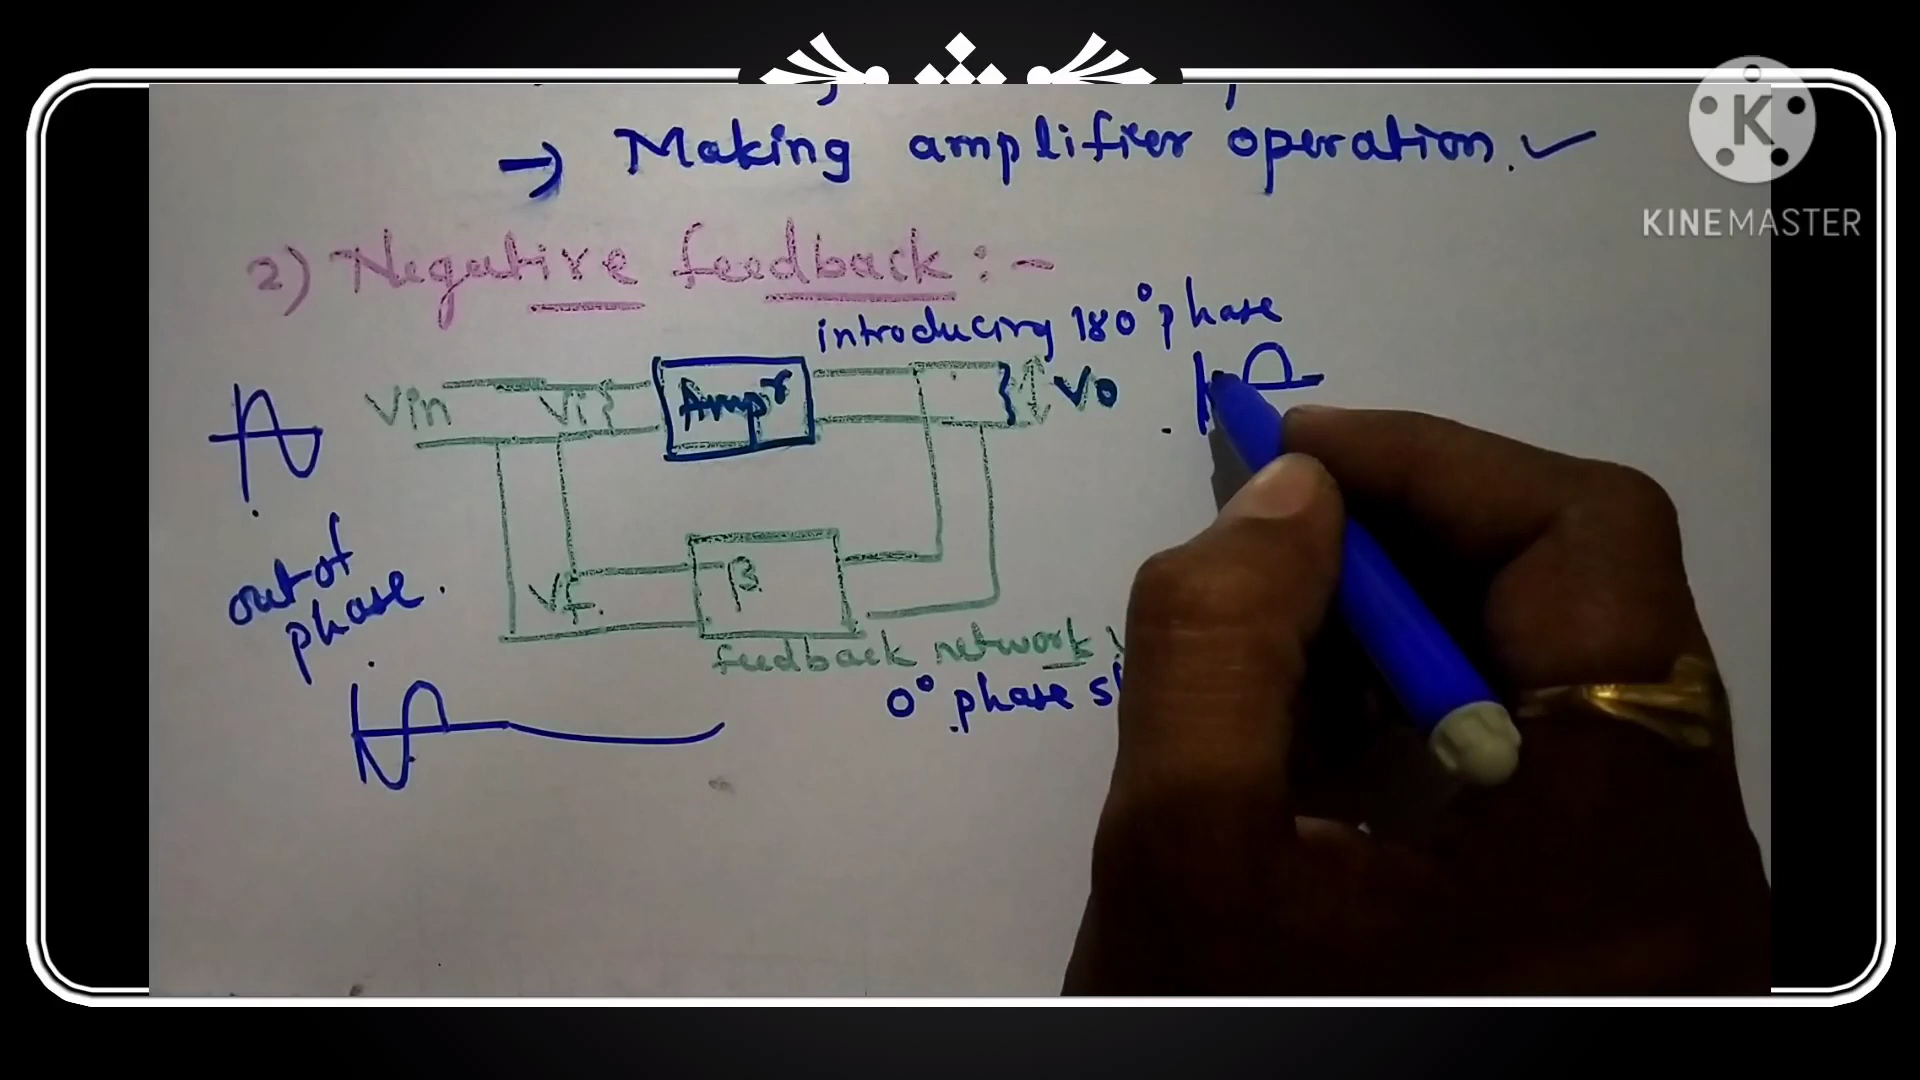 → Making amplifier operation. ✓
K
KINEMASTER
2) Negative feedback :-
introducing 180° phase
Vin
Vi
Ampr
Vo
out of
phase.
Vf.
β
feedback network
0° phase